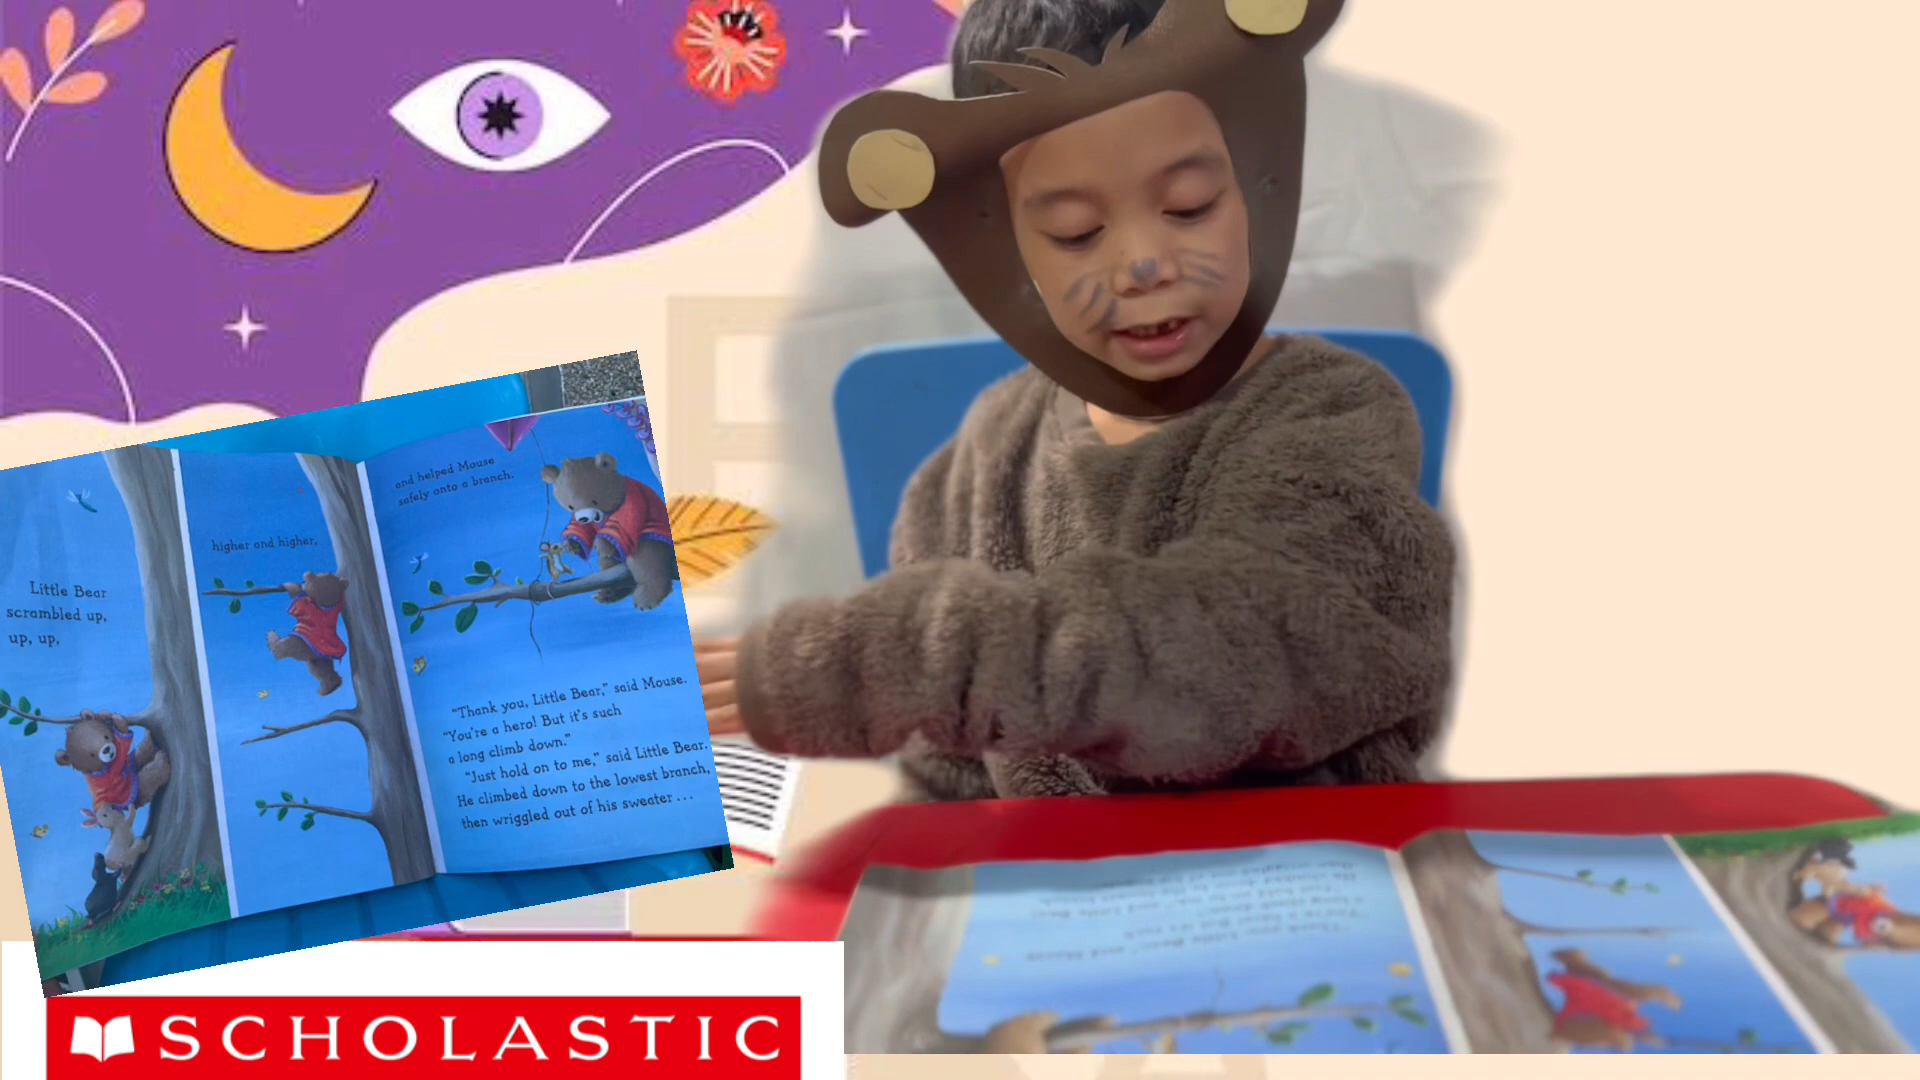 Little Bear
scrambled up,
up, up,
higher and higher,
and helped Mouse
safely onto a branch.
“Thank you, Little Bear,” said Mouse.
“You’re a hero! But it’s such
a long climb down.”
“Just hold on to me,” said Little Bear.
He climbed down to the lowest branch,
then wriggled out of his sweater ...
SCHOLASTIC